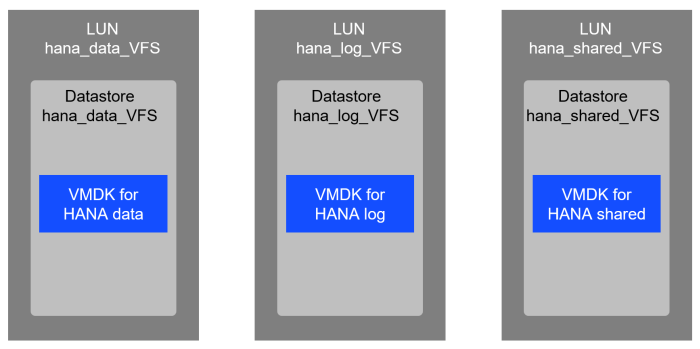 LUN
hana_data_VFS
Datastore
hana_data_VFS
VMDK for
HANA data
LUN
hana_log_VFS
Datastore
hana_log_VFS
VMDK for
HANA log
LUN
hana_shared_VFS
Datastore
hana_shared_VFS
VMDK for
HANA shared